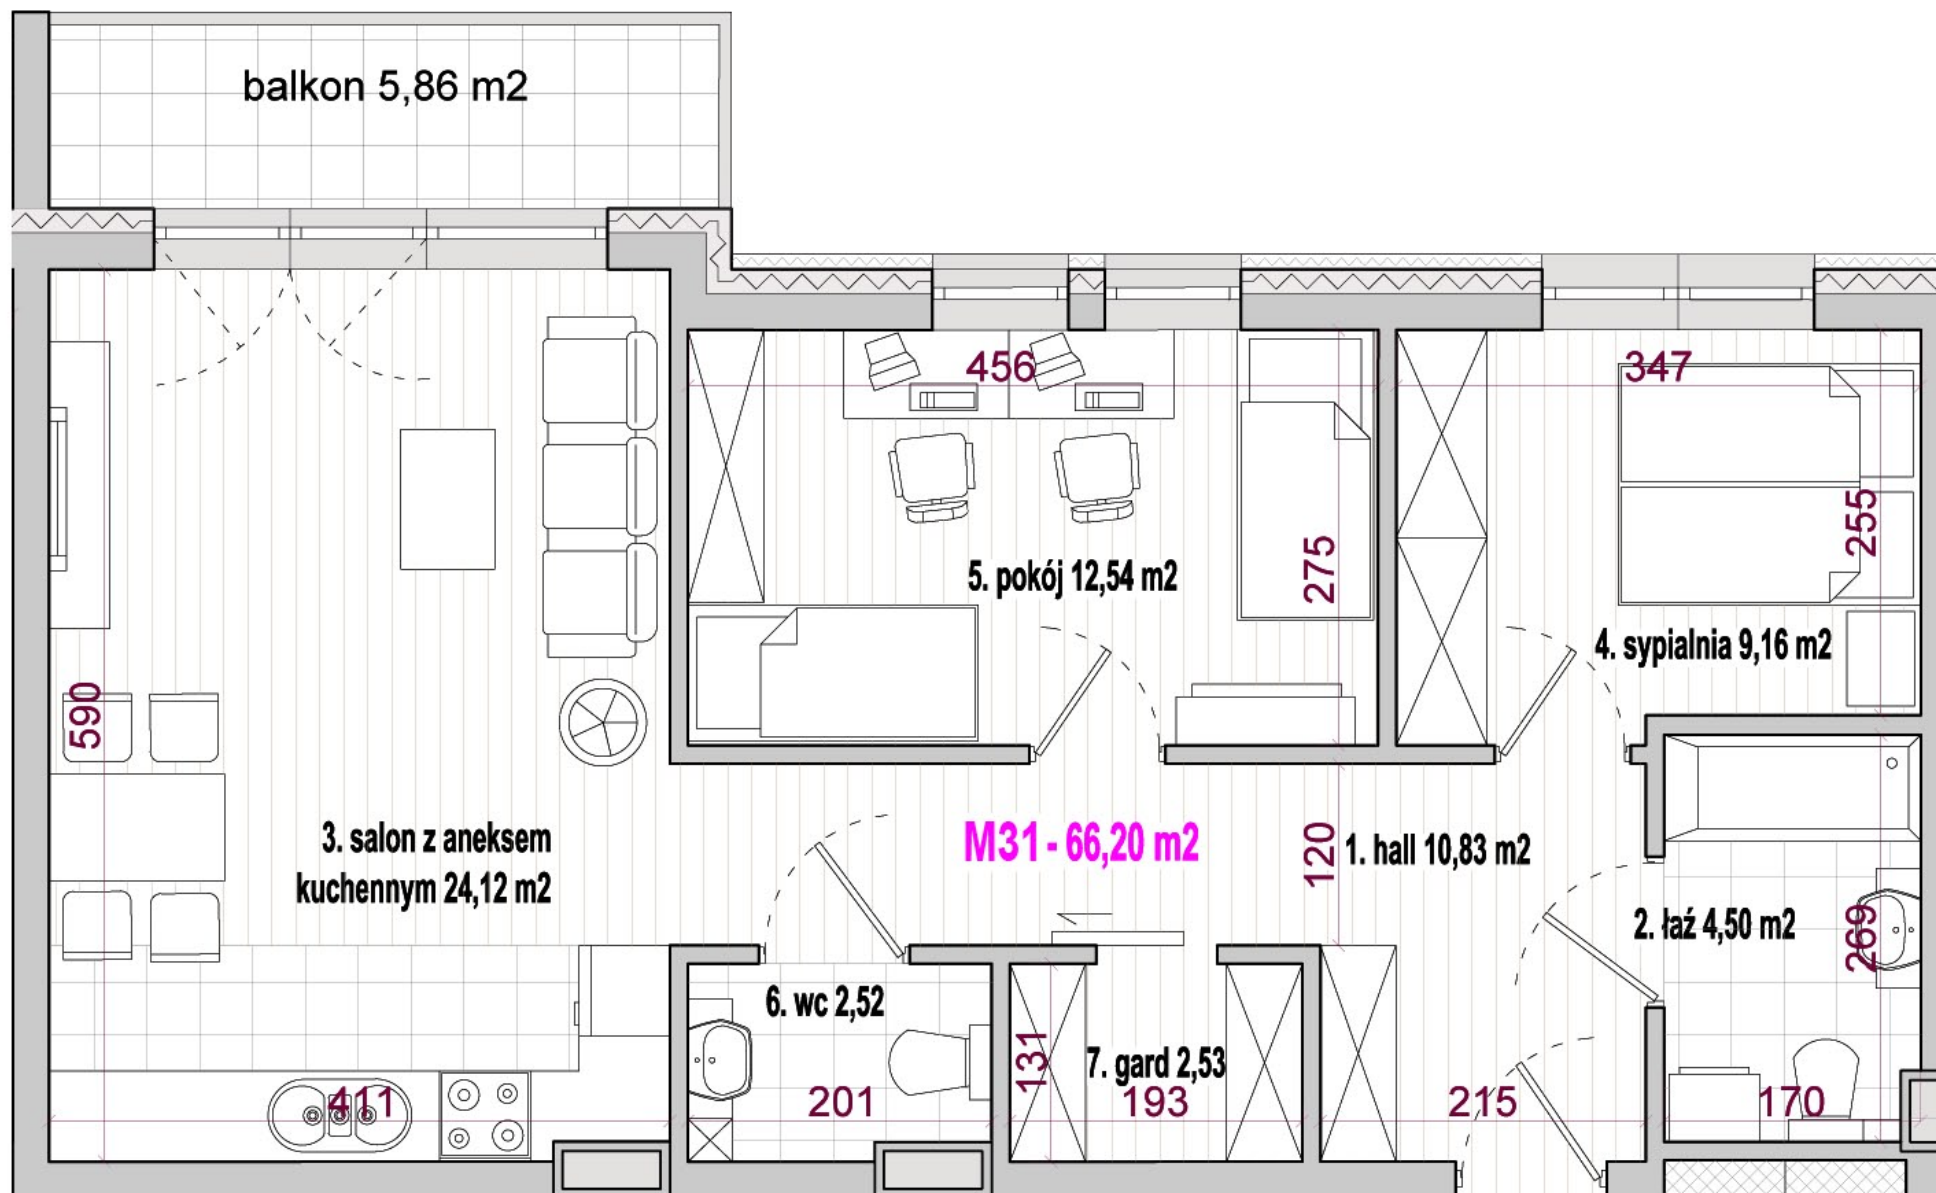 balkon 5,86 m2
456
347
255
275
5. pokój 12,54 m2
4. sypialnia 9,16 m2
590
3. salon z aneksem
kuchennym 24,12 m2
M31 - 66,20 m2
120
1. hall 10,83 m2
2. łaź 4,50 m2
269
6. wc 2,52
131
7. gard 2,53
411
201
193
215
170